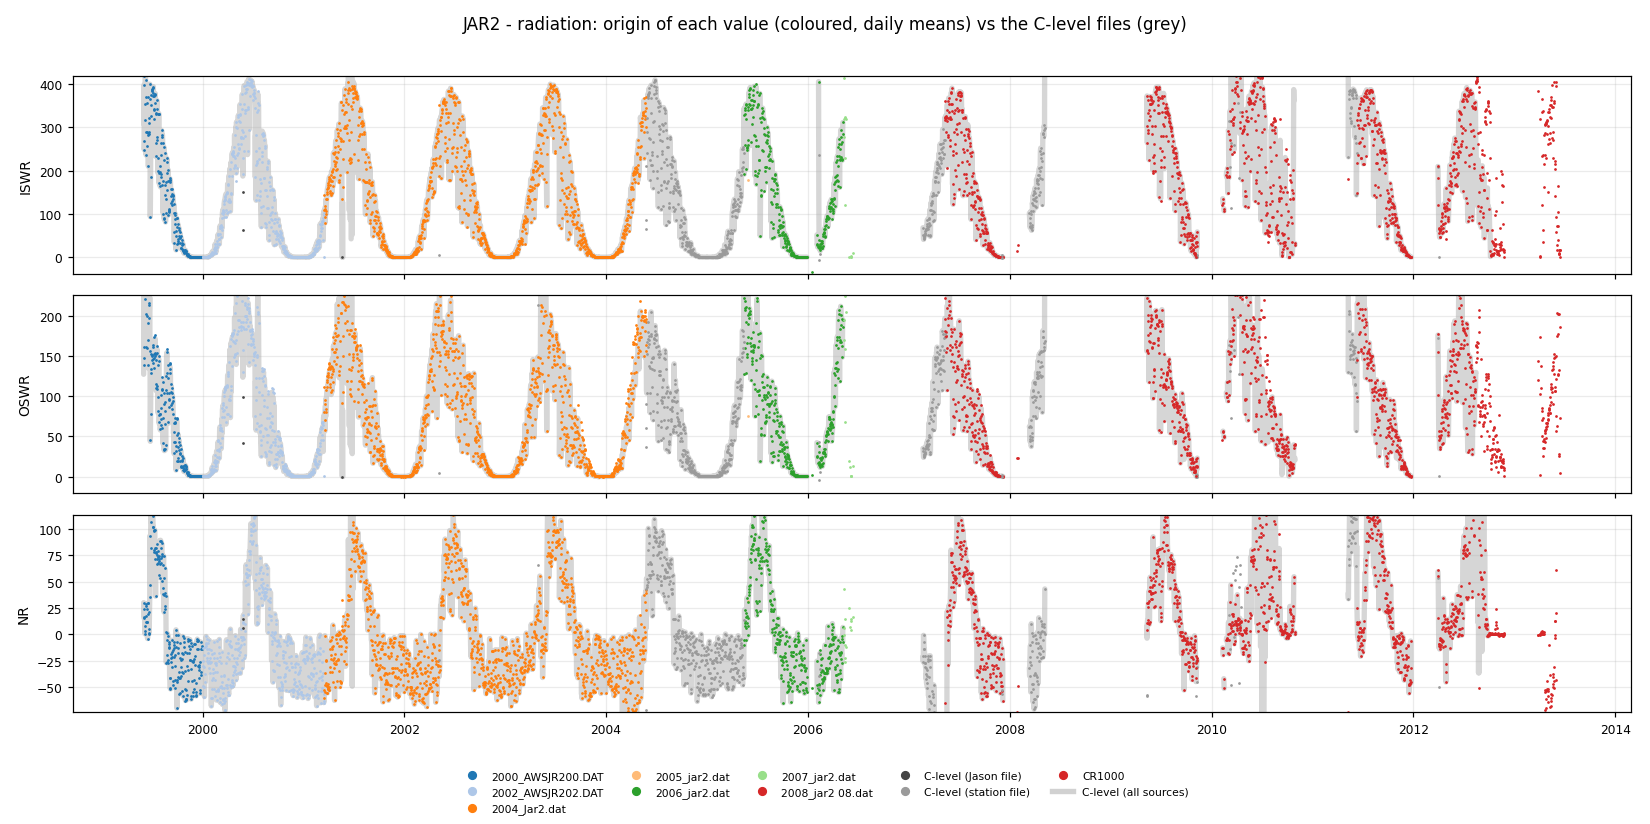 JAR2 - radiation: origin of each value (coloured, daily means) vs the C-level files (grey)
ISWR
400
300
200
100
0
OSWR
200
150
100
50
0
NR
100
75
50
25
0
−25
−50
2000
2002
2004
2006
2008
2010
2012
2014
2000_AWSJR200.DAT
2002_AWSJR202.DAT
2004_Jar2.dat
2005_jar2.dat
2006_jar2.dat
2007_jar2.dat
2008_jar2 08.dat
C-level (Jason file)
C-level (station file)
CR1000
C-level (all sources)